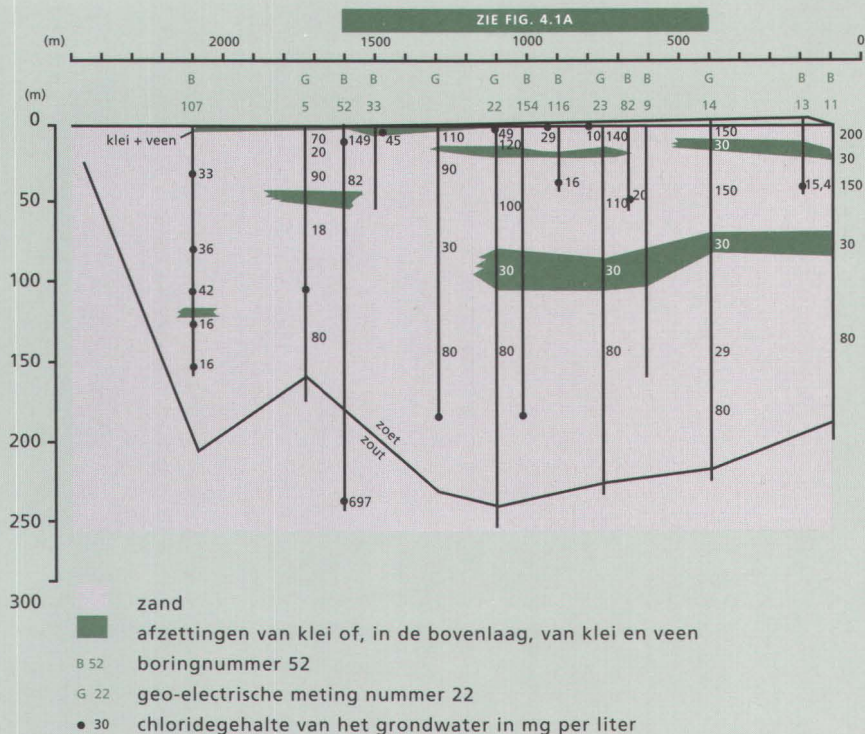 ZIE FIG. 4.1A
(m) 2000 1500 1000 500 0
B G B B G G B B G B B G B B
(m) 107 5 52 33 22 154 116 23 82 9 14 13 11
0
klei + veen 70 149 45 110 49 29 10 140 150 200
20 120 30 30
33 90 82 90 16 20 15,4 150
50 100 110 150
18
36 30 30 30 30 30
100 42
16
80 80 80 80 29 80
150 16 80
zoet
200 zout
697
250
300 zand
afzettingen van klei of, in de bovenlaag, van klei en veen
B 52 boringnummer 52
G 22 geo-electrische meting nummer 22
30 chloridegehalte van het grondwater in mg per liter